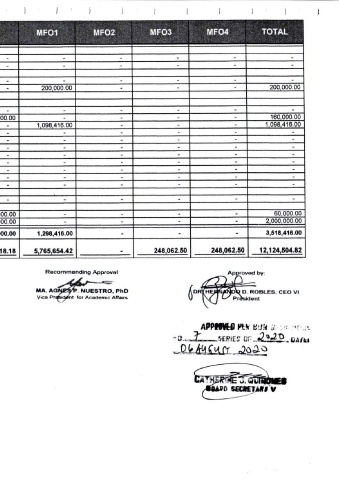 MFO1 MFO2 MFO3 MFO4 TOTAL
- - - - -
- - - - -
- - - - -
- 200,000.00 - - - 200,000.00
- - - - -
00.00 - - - - 160,000.00
- 1,098,416.00 - - - 1,098,416.00
00.00 - - - - 60,000.00
00.00 - - - - 2,000,000.00
00.00 1,298,416.00 - - - 3,518,416.00
18.18 5,765,654.42 - 248,062.50 248,062.50 12,124,504.82
Recommending Approval Approved by:
MA. AGNES P. NUESTRO, PhD DR. HERNANDO D. ROBLES, CEO VI
Vice President for Academic Affairs President
APPROVED PER
7 SERIES OF 2020
06 AUGUST 2020
CATHERINE J. QUIÑONES
BOARD SECRETARY V